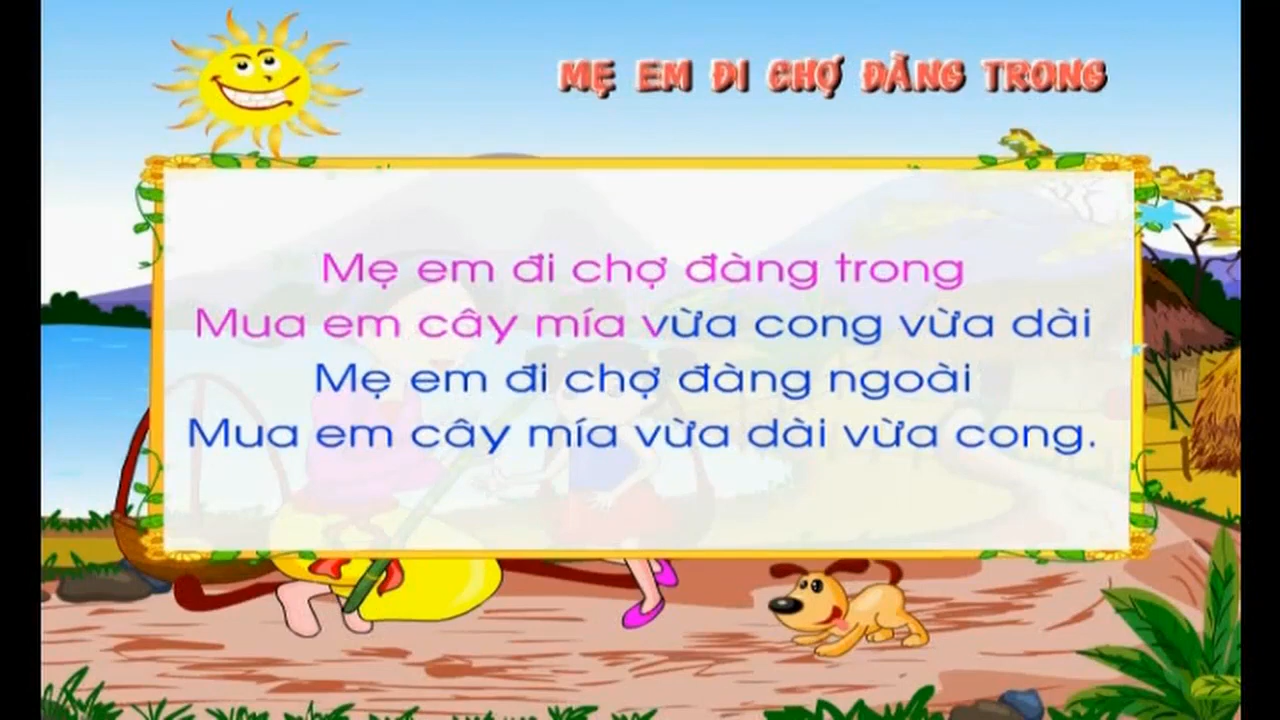 MẸ EM ĐI CHỢ ĐÀNG TRONG
Mẹ em đi chợ đàng trong
Mua em cây mía vừa cong vừa dài
Mẹ em đi chợ đàng ngoài
Mua em cây mía vừa dài vừa cong.